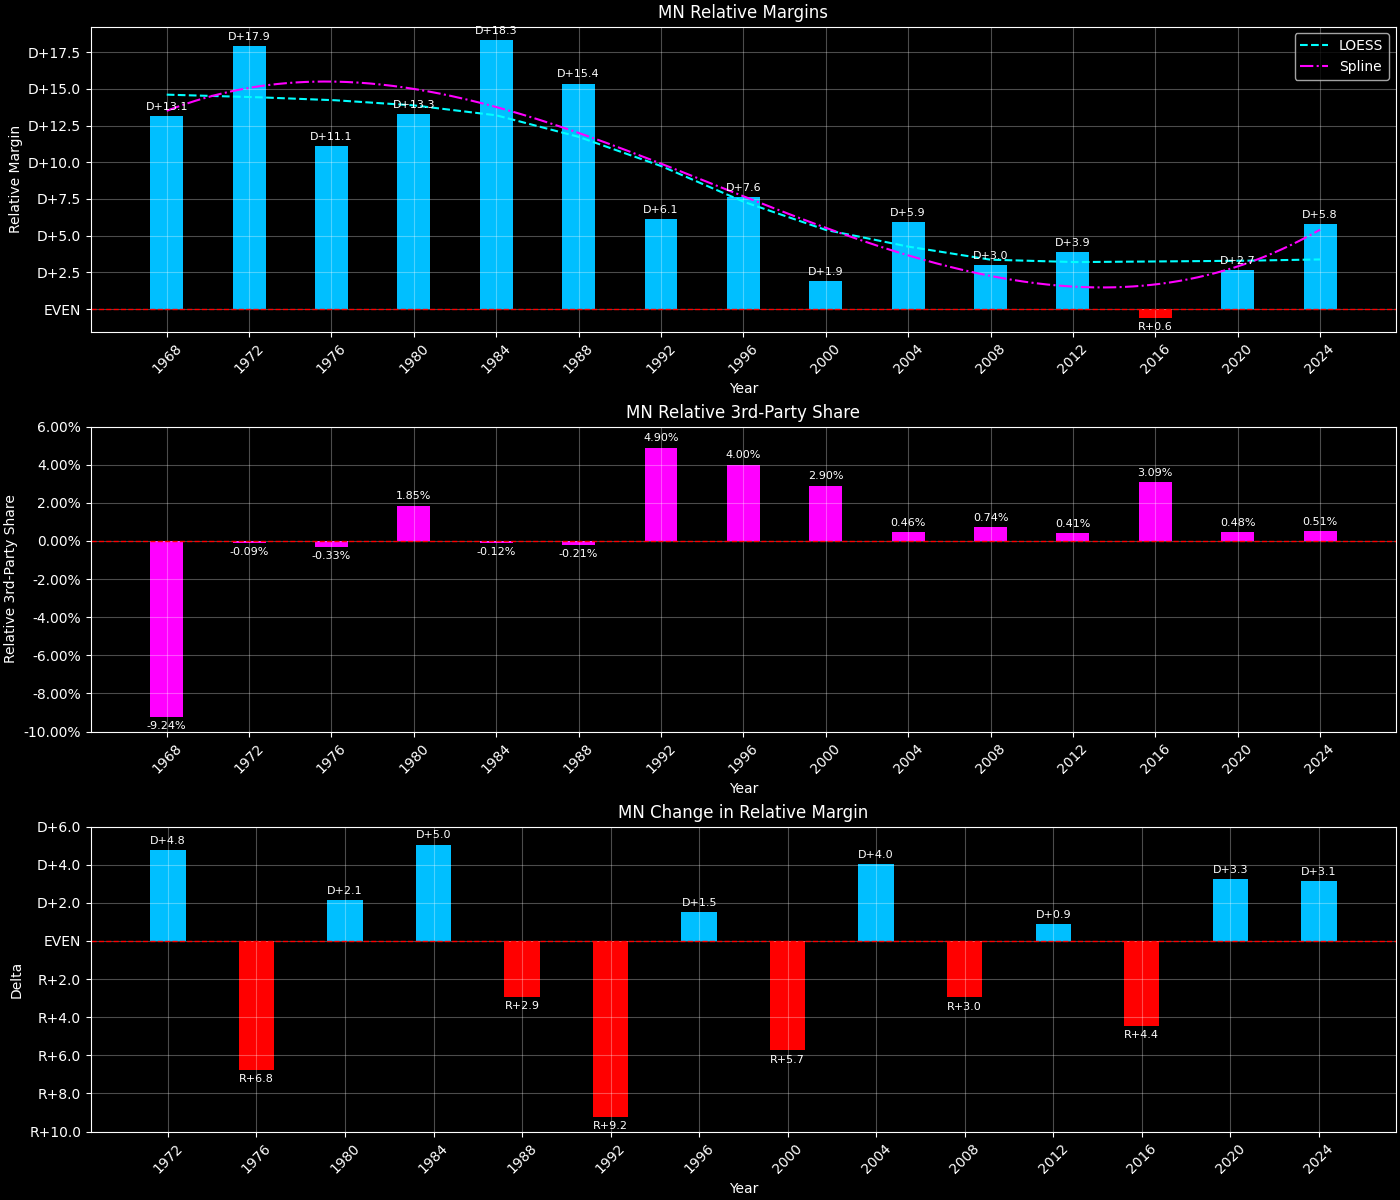 MN Relative Margins
Relative Margin
D+17.5
D+15.0
D+12.5
D+10.0
D+7.5
D+5.0
D+2.5
EVEN
D+13.1
D+17.9
D+11.1
D+13.3
D+18.3
D+15.4
D+6.1
D+7.6
D+1.9
D+5.9
D+3.0
D+3.9
R+0.6
D+2.7
D+5.8
LOESS
Spline
1968
1972
1976
1980
1984
1988
1992
1996
2000
2004
2008
2012
2016
2020
2024
Year
MN Relative 3rd-Party Share
Relative 3rd-Party Share
6.00%
4.00%
2.00%
0.00%
-2.00%
-4.00%
-6.00%
-8.00%
-10.00%
-9.24%
-0.09%
-0.33%
1.85%
-0.12%
-0.21%
4.90%
4.00%
2.90%
0.46%
0.74%
0.41%
3.09%
0.48%
0.51%
1968
1972
1976
1980
1984
1988
1992
1996
2000
2004
2008
2012
2016
2020
2024
Year
MN Change in Relative Margin
Delta
D+6.0
D+4.0
D+2.0
EVEN
R+2.0
R+4.0
R+6.0
R+8.0
R+10.0
D+4.8
R+6.8
D+2.1
D+5.0
R+2.9
R+9.2
D+1.5
R+5.7
D+4.0
R+3.0
D+0.9
R+4.4
D+3.3
D+3.1
1972
1976
1980
1984
1988
1992
1996
2000
2004
2008
2012
2016
2020
2024
Year